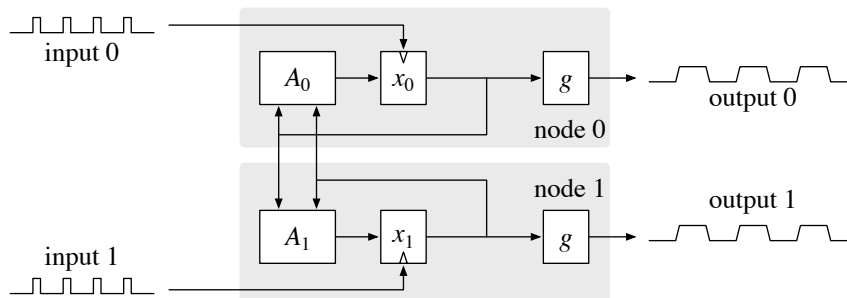 input 0
A₀
x₀
g
node 0
output 0
input 1
A₁
x₁
g
node 1
output 1